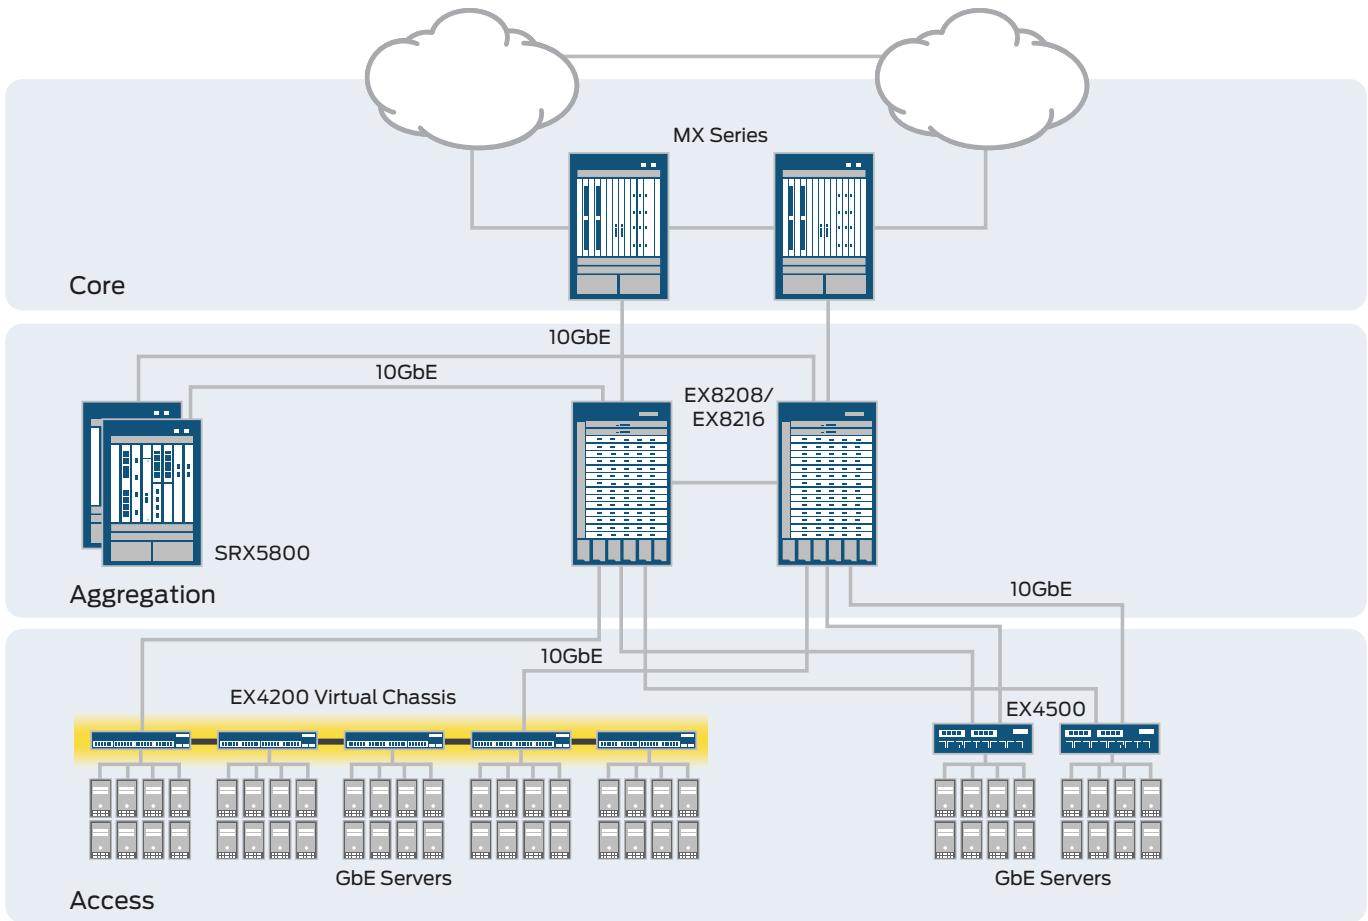 MX Series
Core
10GbE
10GbE
EX8208/
EX8216
SRX5800
Aggregation
10GbE
10GbE
EX4200 Virtual Chassis
EX4500
GbE Servers
GbE Servers
Access